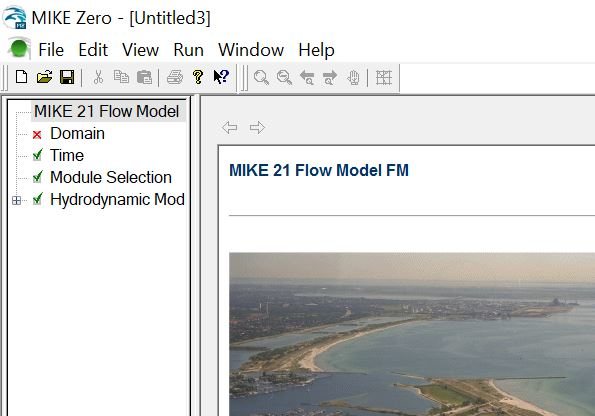 MIKE Zero - [Untitled3]
File Edit View Run Window Help
MIKE 21 Flow Model
Domain
Time
Module Selection
Hydrodynamic Mod
MIKE 21 Flow Model FM